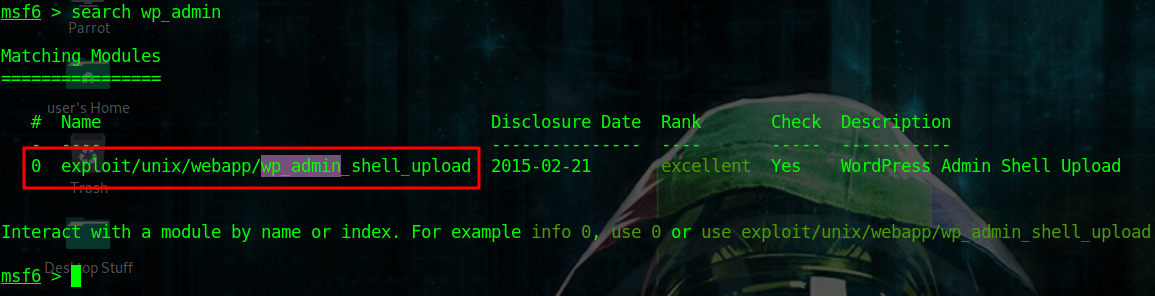 msf6 > search wp_admin
Parrot
Matching Modules
================
user's Home
# Name Disclosure Date Rank Check Description
- ---- --------------- ---- ----- -----------
0 exploit/unix/webapp/wp_admin_shell_upload 2015-02-21 excellent Yes WordPress Admin Shell Upload
Trash
Interact with a module by name or index. For example info 0, use 0 or use exploit/unix/webapp/wp_admin_shell_upload
Desktop Stuff
msf6 >